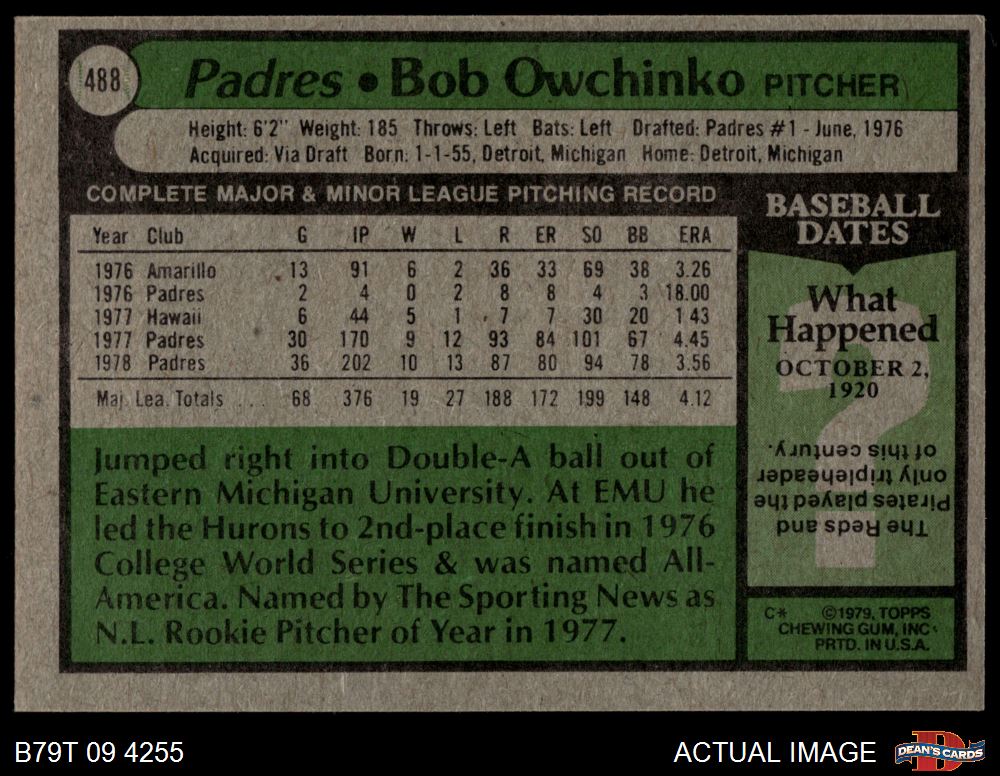 488
Padres • Bob Owchinko PITCHER
Height: 6'2" Weight: 185 Throws: Left Bats: Left Drafted: Padres #1 - June, 1976
Acquired: Via Draft Born: 1-1-55, Detroit, Michigan Home: Detroit, Michigan
COMPLETE MAJOR & MINOR LEAGUE PITCHING RECORD
Year Club G IP W L R ER SO BB ERA
1976 Amarillo 13 91 6 2 36 33 69 38 3.26
1976 Padres 2 4 0 2 8 8 4 3 18.00
1977 Hawaii 6 44 5 1 7 7 30 20 1 43
1977 Padres 30 170 9 12 93 84 101 67 4.45
1978 Padres 36 202 10 13 87 80 94 78 3.56
Maj. Lea. Totals . . . 68 376 19 27 188 172 199 148 4.12
Jumped right into Double-A ball out of
Eastern Michigan University. At EMU he
led the Hurons to 2nd-place finish in 1976
College World Series & was named All-
America. Named by The Sporting News as
N.L. Rookie Pitcher of Year in 1977.
BASEBALL
DATES
What
Happened
OCTOBER 2,
1920
The Reds and
Pirates played the
only tripleheader
of this century.
C* ©1979, TOPPS
CHEWING GUM, INC.
PRTD. IN U.S.A.
B79T 09 4255
ACTUAL IMAGE
DEAN'S CARDS